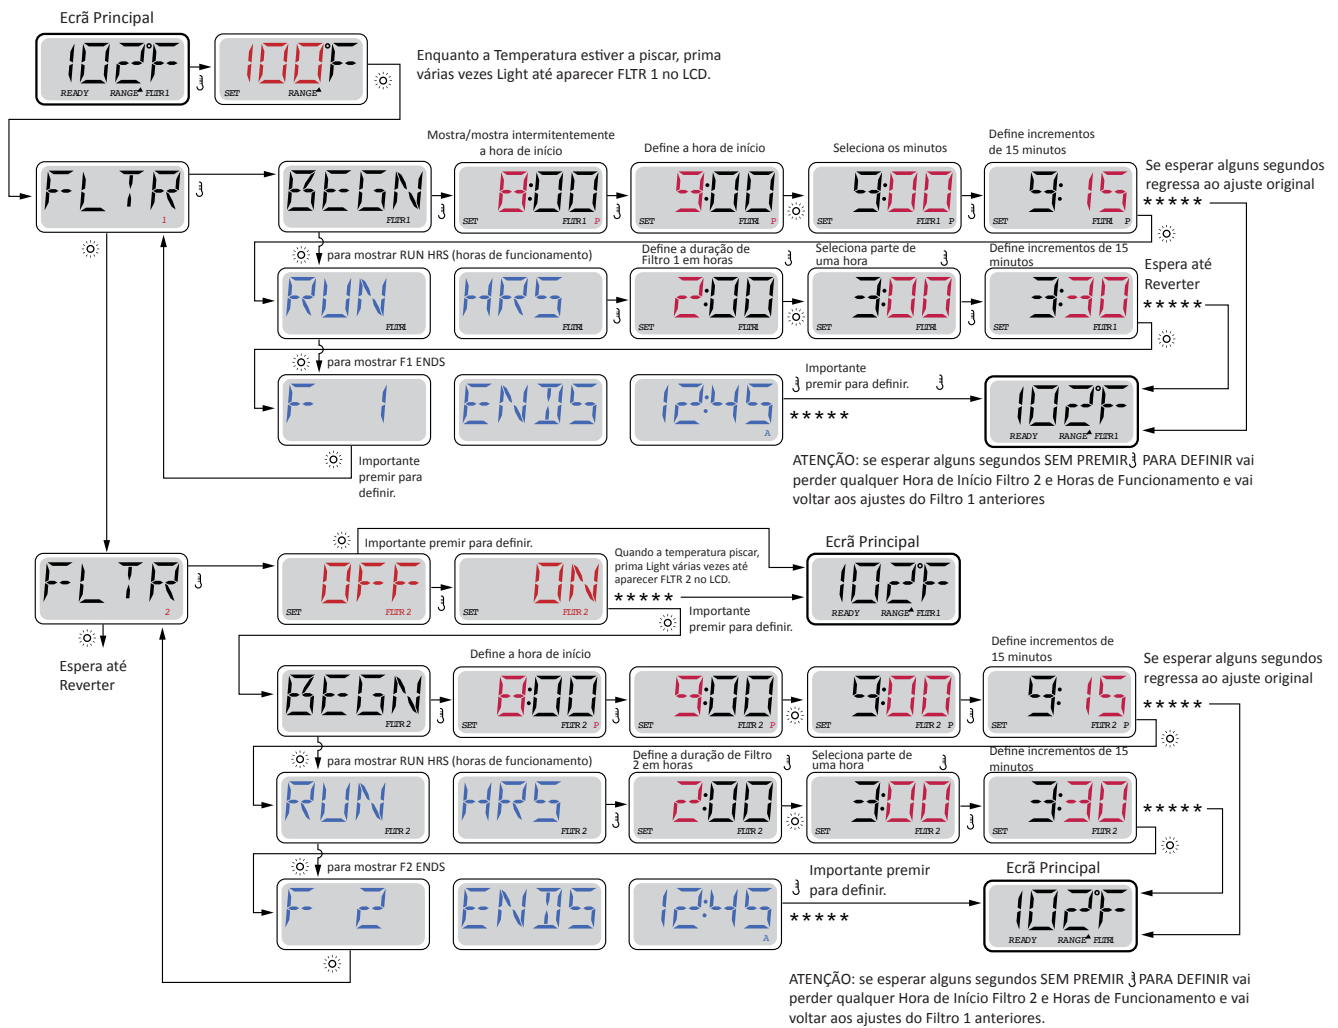 Ecrã Principal
102°F
READY RANGE FLTR1
100°F
SET RANGE
Enquanto a Temperatura estiver a piscar, prima
várias vezes Light até aparecer FLTR 1 no LCD.
FLTR
1
BEGN
FLTR1
Mostra/mostra intermitentemente
a hora de início
8:00
SET FLTR1 P
Define a hora de início
9:00
SET FLTR1 P
Seleciona os minutos
9:00
SET FLTR1 P
Define incrementos
de 15 minutos
9:15
SET FLTR1 P
Se esperar alguns segundos
regressa ao ajuste original
*****
para mostrar RUN HRS (horas de funcionamento)
RUN
FLTR1
HRS
FLTR1
Define a duração de
Filtro 1 em horas
2:00
SET FLTR1
Seleciona parte de
uma hora
3:00
SET FLTR1
Define incrementos de 15
minutos
3:30
SET FLTR1
Espera até
Reverter
*****
para mostrar F1 ENDS
F 1
ENDS
12:45
A
Importante
premir para definir.
*****
102°F
READY RANGE FLTR1
Importante
premir para
definir.
ATENÇÃO: se esperar alguns segundos SEM PREMIR PARA DEFINIR vai
perder qualquer Hora de Início Filtro 2 e Horas de Funcionamento e vai
voltar aos ajustes do Filtro 1 anteriores
FLTR
2
Espera até
Reverter
Importante premir para definir.
OFF
SET FLTR 2
ON
SET FLTR 2
Quando a temperatura piscar,
prima Light várias vezes até
aparecer FLTR 2 no LCD.
*****
Importante
premir para definir.
Ecrã Principal
102°F
READY RANGE FLTR1
BEGN
FLTR 2
Define a hora de início
8:00
SET FLTR 2 P
9:00
SET FLTR 2 P
9:00
SET FLTR 2 P
Define incrementos de
15 minutos
9:15
SET FLTR 2 P
Se esperar alguns segundos
regressa ao ajuste original
*****
para mostrar RUN HRS (horas de funcionamento)
RUN
FLTR 2
HRS
FLTR 2
Define a duração de Filtro
2 em horas
2:00
SET FLTR 2
Seleciona parte de
uma hora
3:00
SET FLTR 2
Define incrementos de 15
minutos
3:30
SET FLTR 2
*****
para mostrar F2 ENDS
F 2
ENDS
12:45
A
Importante premir
para definir.
*****
Ecrã Principal
102°F
READY RANGE FLTR1
ATENÇÃO: se esperar alguns segundos SEM PREMIR PARA DEFINIR vai
perder qualquer Hora de Início Filtro 2 e Horas de Funcionamento e vai
voltar aos ajustes do Filtro 1 anteriores.